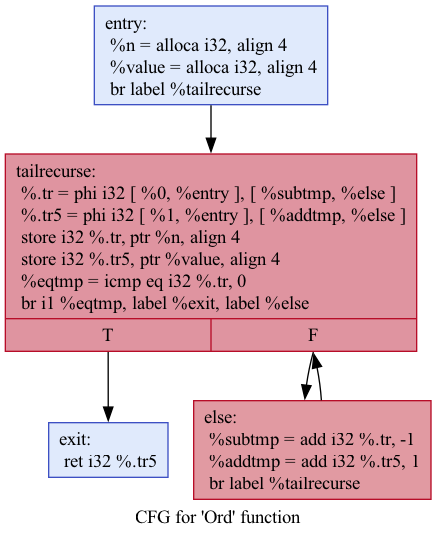 entry:
%n = alloca i32, align 4
%value = alloca i32, align 4
br label %tailrecurse
tailrecurse:
%.tr = phi i32 [ %0, %entry ], [ %subtmp, %else ]
%.tr5 = phi i32 [ %1, %entry ], [ %addtmp, %else ]
store i32 %.tr, ptr %n, align 4
store i32 %.tr5, ptr %value, align 4
%eqtmp = icmp eq i32 %.tr, 0
br i1 %eqtmp, label %exit, label %else
T
F
exit:
ret i32 %.tr5
else:
%subtmp = add i32 %.tr, -1
%addtmp = add i32 %.tr5, 1
br label %tailrecurse
CFG for 'Ord' function